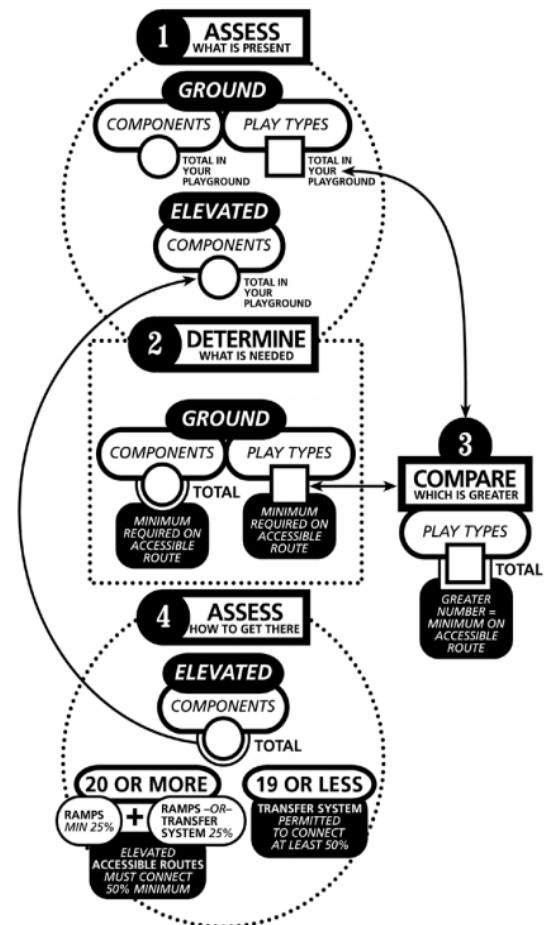 1 ASSESS
WHAT IS PRESENT
GROUND
COMPONENTS
PLAY TYPES
TOTAL IN
YOUR
PLAYGROUND
TOTAL IN
YOUR
PLAYGROUND
ELEVATED
COMPONENTS
TOTAL IN
YOUR
PLAYGROUND
2 DETERMINE
WHAT IS NEEDED
GROUND
COMPONENTS
PLAY TYPES
TOTAL
MINIMUM
REQUIRED ON
ACCESSIBLE
ROUTE
MINIMUM
REQUIRED ON
ACCESSIBLE
ROUTE
3
COMPARE
WHICH IS GREATER
PLAY TYPES
TOTAL
GREATER
NUMBER =
MINIMUM ON
ACCESSIBLE
ROUTE
4 ASSESS
HOW TO GET THERE
ELEVATED
COMPONENTS
TOTAL
20 OR MORE
RAMPS
MIN 25%
+
RAMPS –OR–
TRANSFER
SYSTEM 25%
ELEVATED
ACCESSIBLE ROUTES
MUST CONNECT
50% MINIMUM
19 OR LESS
TRANSFER SYSTEM
PERMITTED
TO CONNECT
AT LEAST 50%